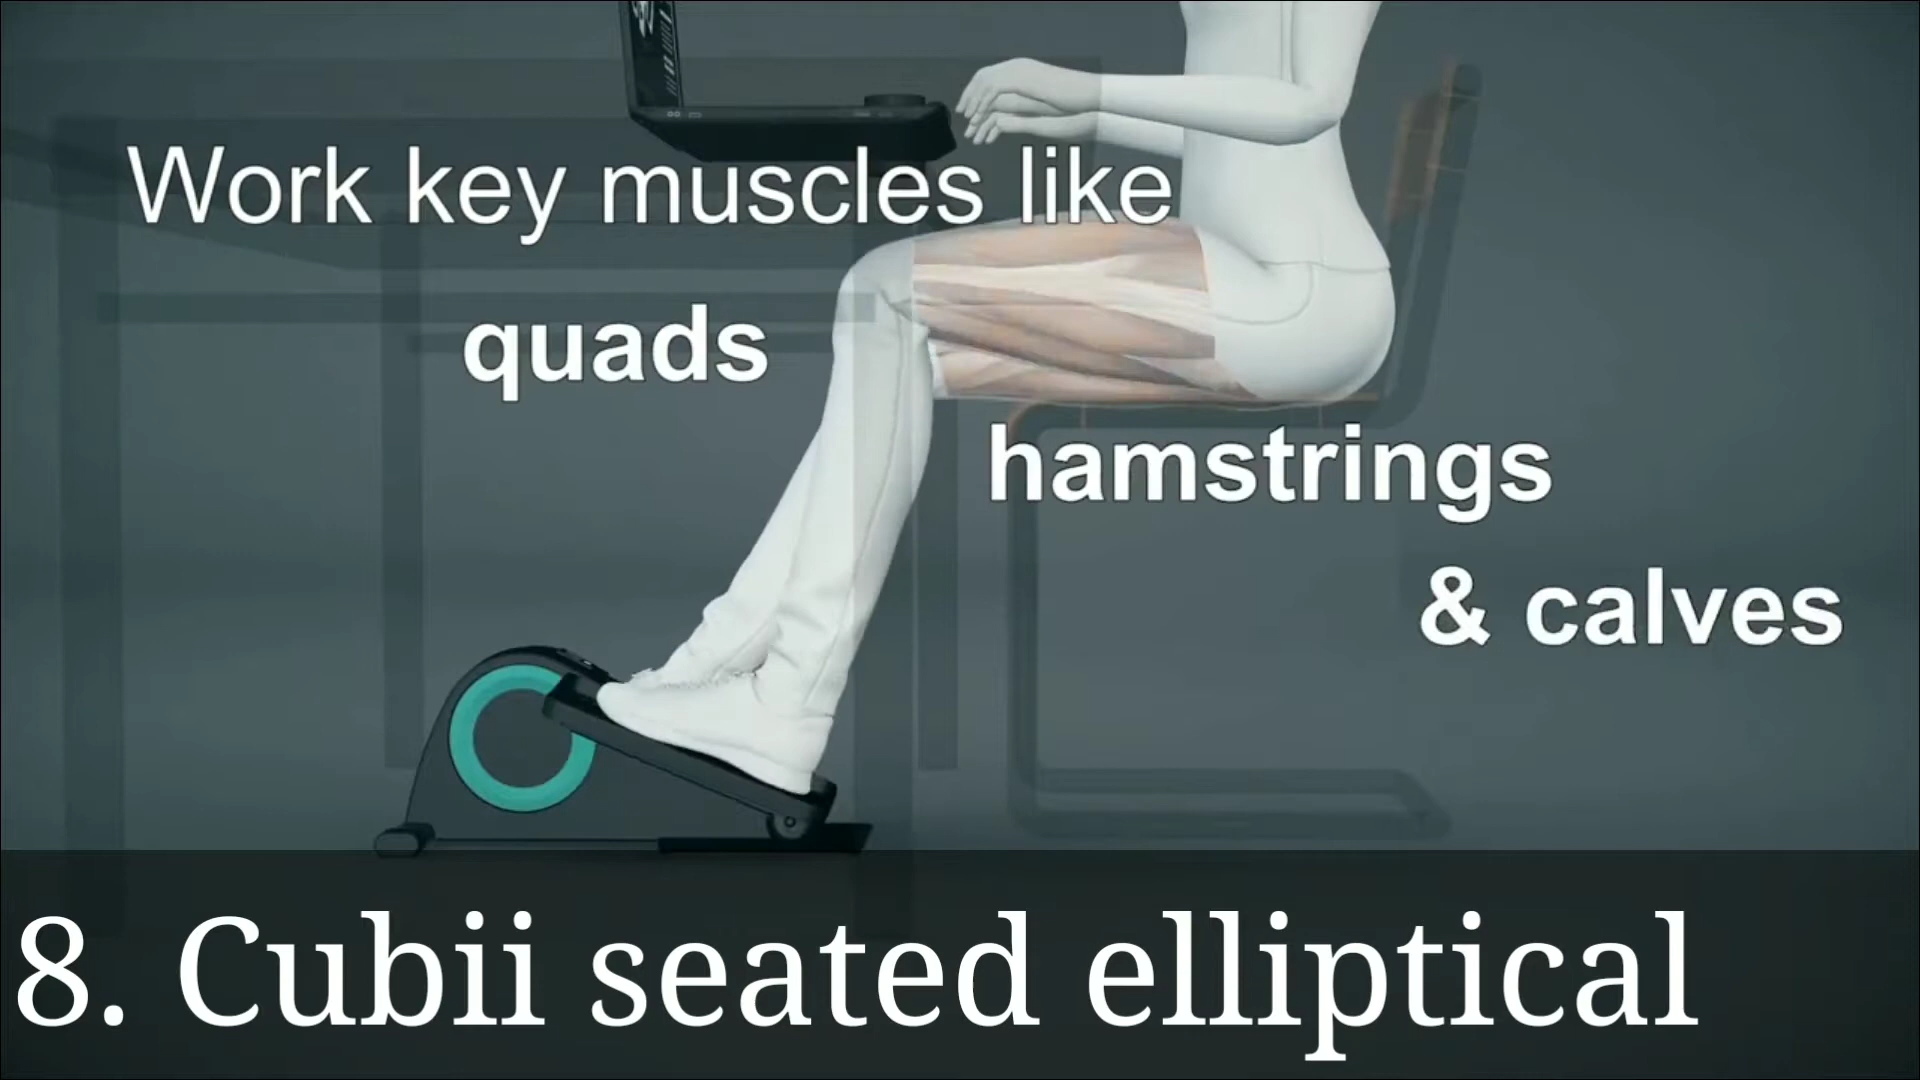 Work key muscles like
quads
hamstrings
& calves
8. Cubii seated elliptical